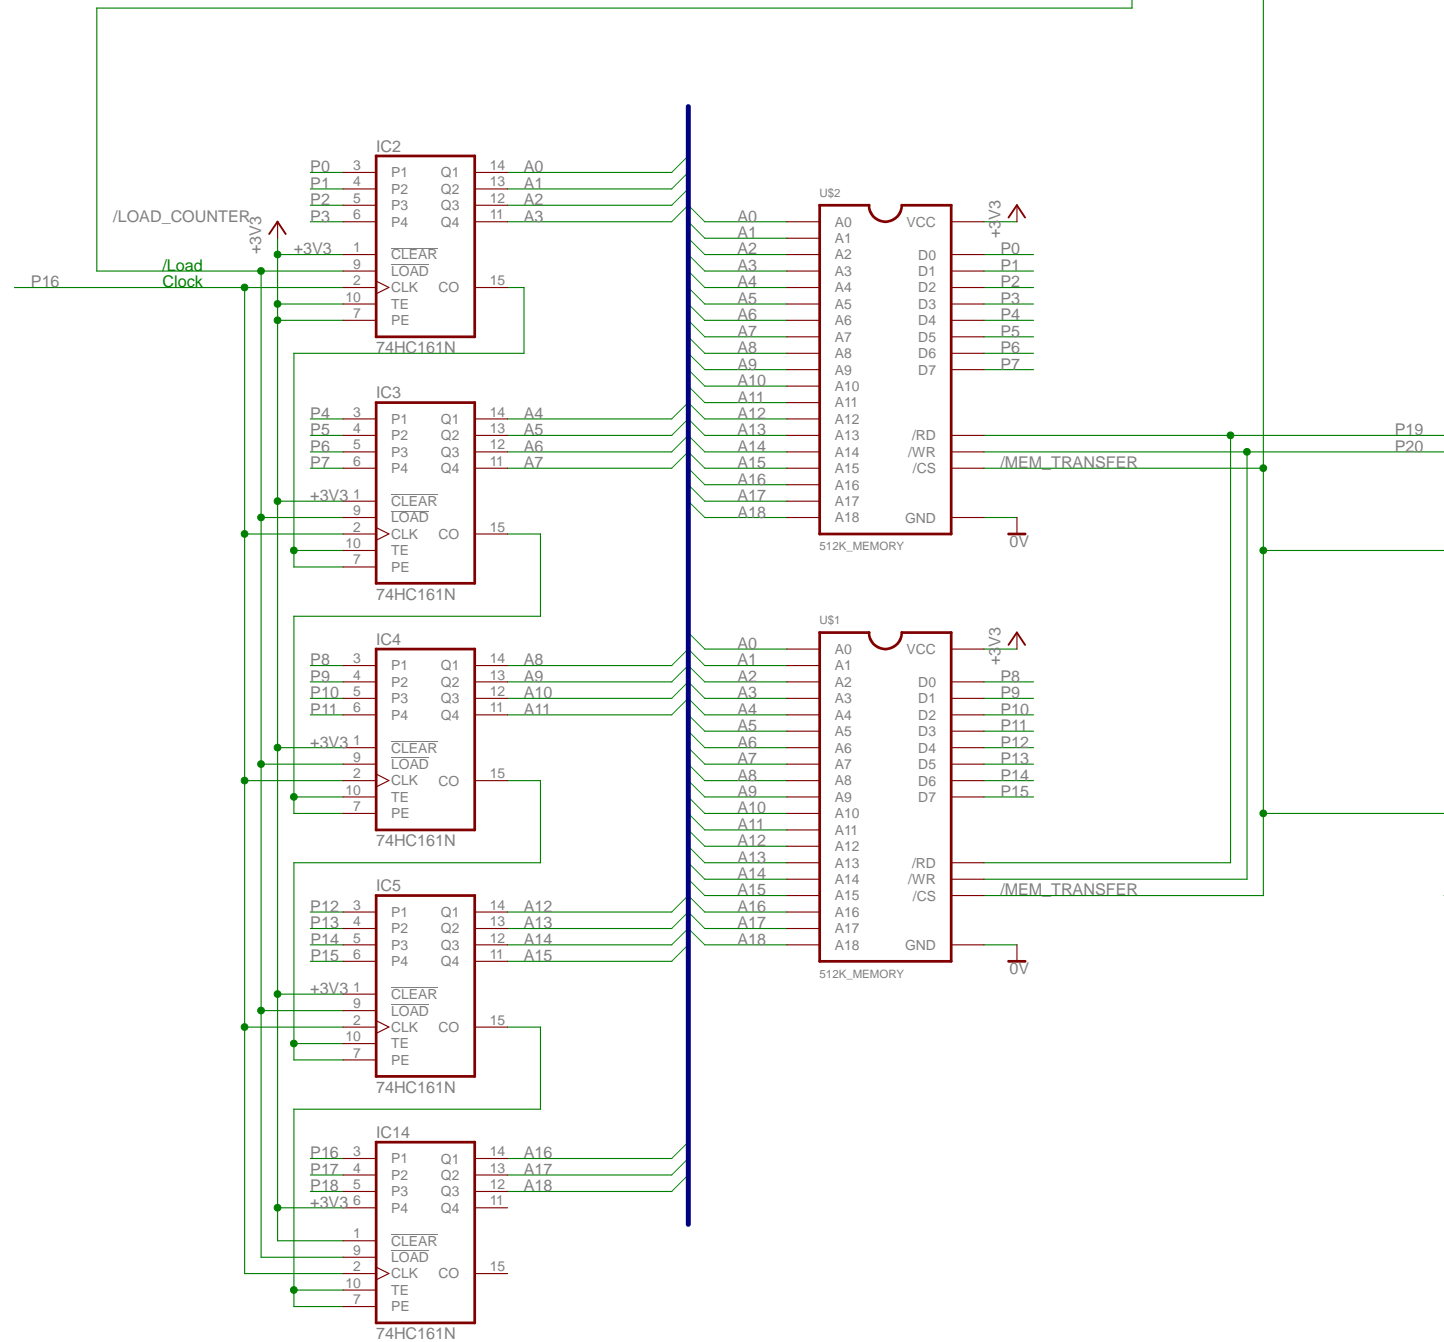 IC2
P0 3 P1 Q1 14 A0
P1 4 P2 Q2 13 A1
P2 5 P3 Q3 12 A2
P3 6 P4 Q4 11 A3
/LOAD_COUNTER
+3V3
+3V3 1 CLEAR
/Load 9 LOAD
P16 Clock 2 CLK CO 15
10 TE
7 PE
74HC161N
IC3
P4 3 P1 Q1 14 A4
P5 4 P2 Q2 13 A5
P6 5 P3 Q3 12 A6
P7 6 P4 Q4 11 A7
+3V3 1 CLEAR
9 LOAD
2 CLK CO 15
10 TE
7 PE
74HC161N
IC4
P8 3 P1 Q1 14 A8
P9 4 P2 Q2 13 A9
P10 5 P3 Q3 12 A10
P11 6 P4 Q4 11 A11
+3V3 1 CLEAR
9 LOAD
2 CLK CO 15
10 TE
7 PE
74HC161N
IC5
P12 3 P1 Q1 14 A12
P13 4 P2 Q2 13 A13
P14 5 P3 Q3 12 A14
P15 6 P4 Q4 11 A15
+3V3 1 CLEAR
9 LOAD
2 CLK CO 15
10 TE
7 PE
74HC161N
IC14
P16 3 P1 Q1 14 A16
P17 4 P2 Q2 13 A17
P18 5 P3 Q3 12 A18
+3V3 6 P4 Q4 11
1 CLEAR
9 LOAD
2 CLK CO 15
10 TE
7 PE
74HC161N
U$2
+3V3
A0 A0 VCC
A1 A1
A2 A2 D0 P0
A3 A3 D1 P1
A4 A4 D2 P2
A5 A5 D3 P3
A6 A6 D4 P4
A7 A7 D5 P5
A8 A8 D6 P6
A9 A9 D7 P7
A10 A10
A11 A11
A12 A12
A13 A13 /RD P19
A14 A14 /WR P20
A15 A15 /CS /MEM_TRANSFER
A16 A16
A17 A17
A18 A18 GND
0V
512K_MEMORY
U$1
+3V3
A0 A0 VCC
A1 A1
A2 A2 D0 P8
A3 A3 D1 P9
A4 A4 D2 P10
A5 A5 D3 P11
A6 A6 D4 P12
A7 A7 D5 P13
A8 A8 D6 P14
A9 A9 D7 P15
A10 A10
A11 A11
A12 A12
A13 A13 /RD
A14 A14 /WR
A15 A15 /CS /MEM_TRANSFER
A16 A16
A17 A17
A18 A18 GND
0V
512K_MEMORY